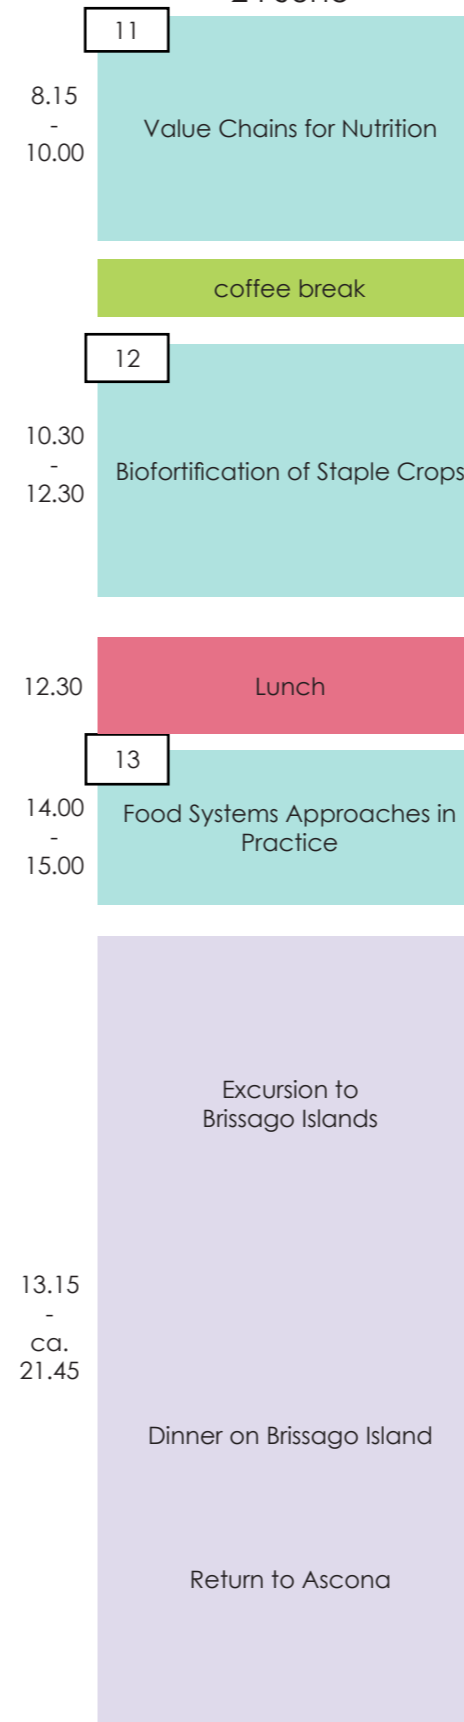 11
8.15
-
10.00
Value Chains for Nutrition
coffee break
12
10.30
-
12.30
Biofortification of Staple Crops
12.30
Lunch
13
14.00
-
15.00
Food Systems Approaches in
Practice
Excursion to
Brissago Islands
13.15
-
ca.
21.45
Dinner on Brissago Island
Return to Ascona